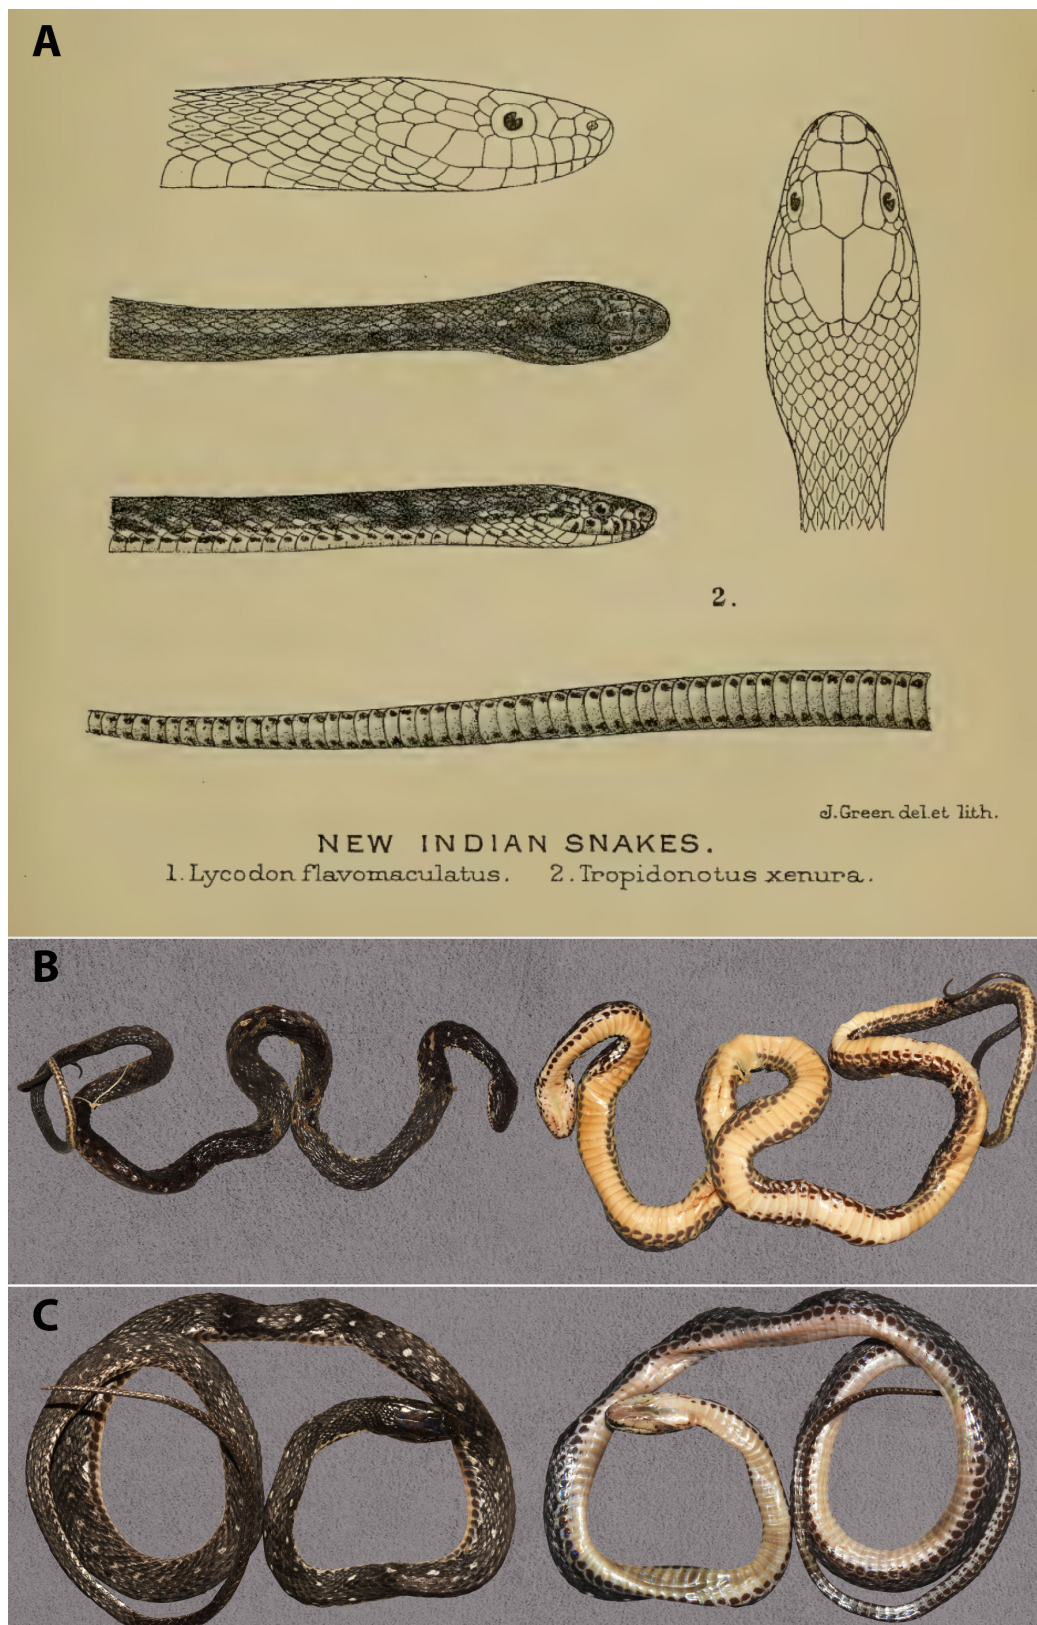 A
2.
J. Green del. et lith.
NEW INDIAN SNAKES.
1. Lycodon flavomaculatus. 2. Tropidonotus xenura.
B
C